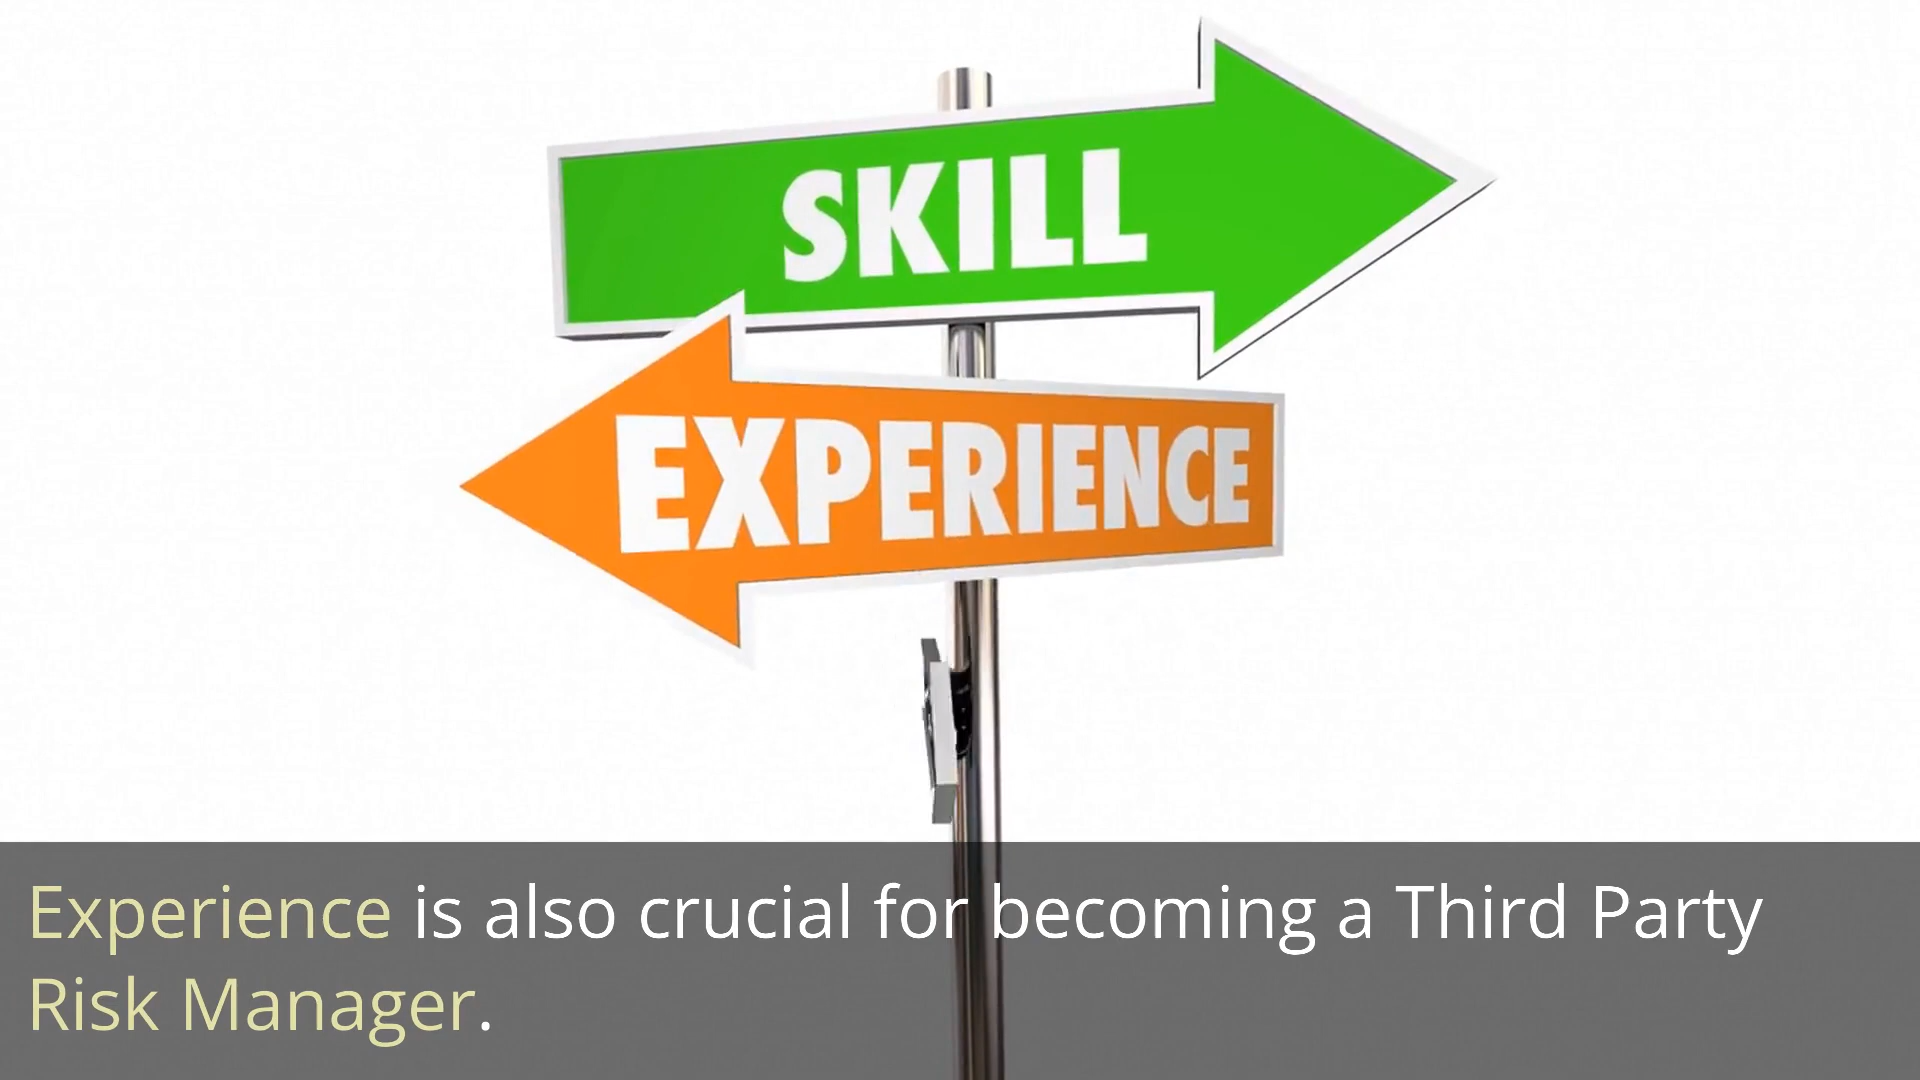 SKILL
EXPERIENCE
Experience is also crucial for becoming a Third Party
Risk Manager.